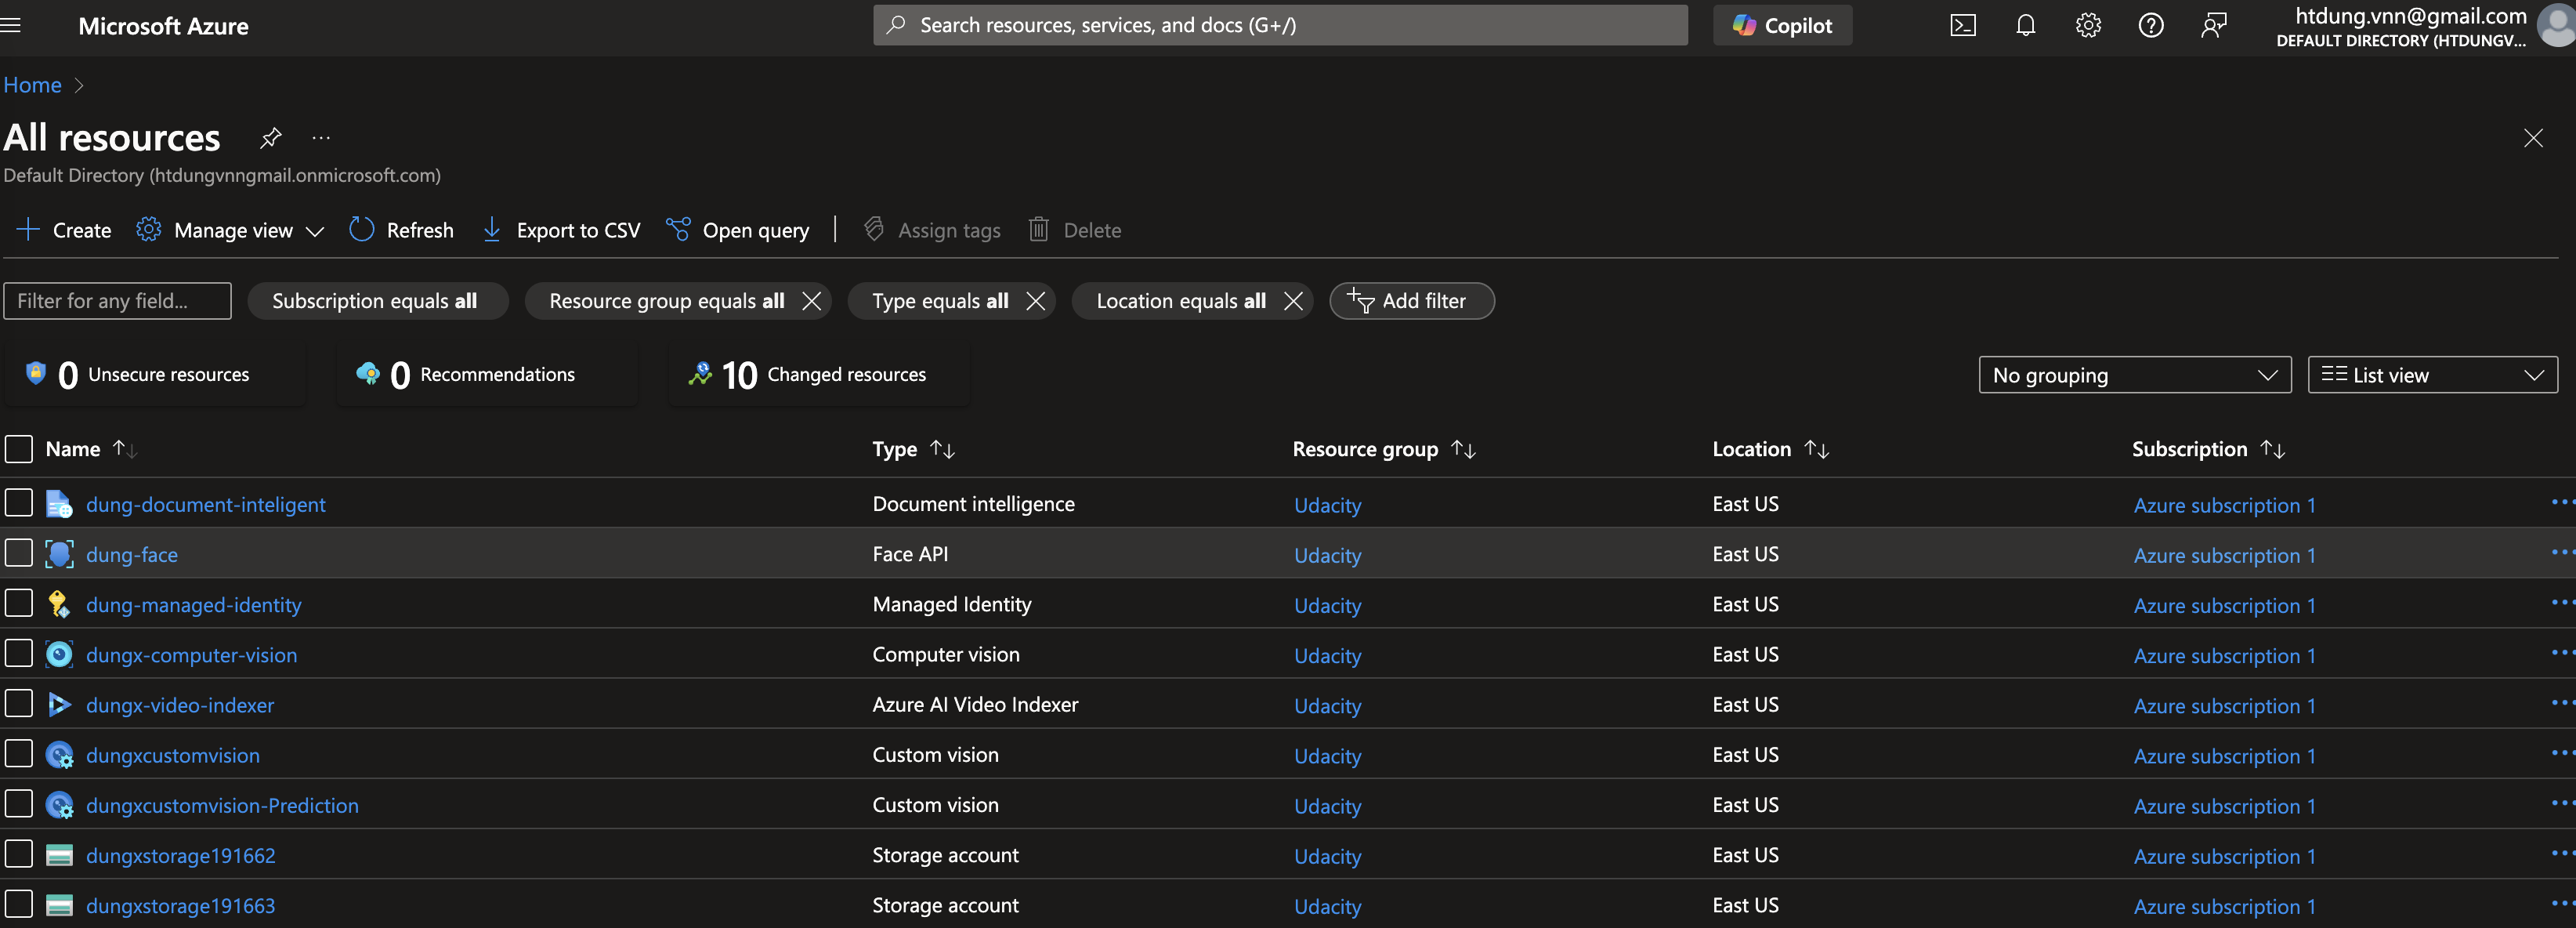 Microsoft Azure
Search resources, services, and docs (G+/)
Copilot
htdung.vnn@gmail.com
DEFAULT DIRECTORY (HTDUNGV...
Home
All resources
...
Default Directory (htdungvnngmail.onmicrosoft.com)
Create Manage view Refresh Export to CSV Open query Assign tags Delete
Filter for any field... Subscription equals all Resource group equals all Type equals all Location equals all Add filter
0 Unsecure resources 0 Recommendations 10 Changed resources No grouping List view
Name Type Resource group Location Subscription
dung-document-inteligent Document intelligence Udacity East US Azure subscription 1
dung-face Face API Udacity East US Azure subscription 1
dung-managed-identity Managed Identity Udacity East US Azure subscription 1
dungx-computer-vision Computer vision Udacity East US Azure subscription 1
dungx-video-indexer Azure AI Video Indexer Udacity East US Azure subscription 1
dungxcustomvision Custom vision Udacity East US Azure subscription 1
dungxcustomvision-Prediction Custom vision Udacity East US Azure subscription 1
dungxstorage191662 Storage account Udacity East US Azure subscription 1
dungxstorage191663 Storage account Udacity East US Azure subscription 1